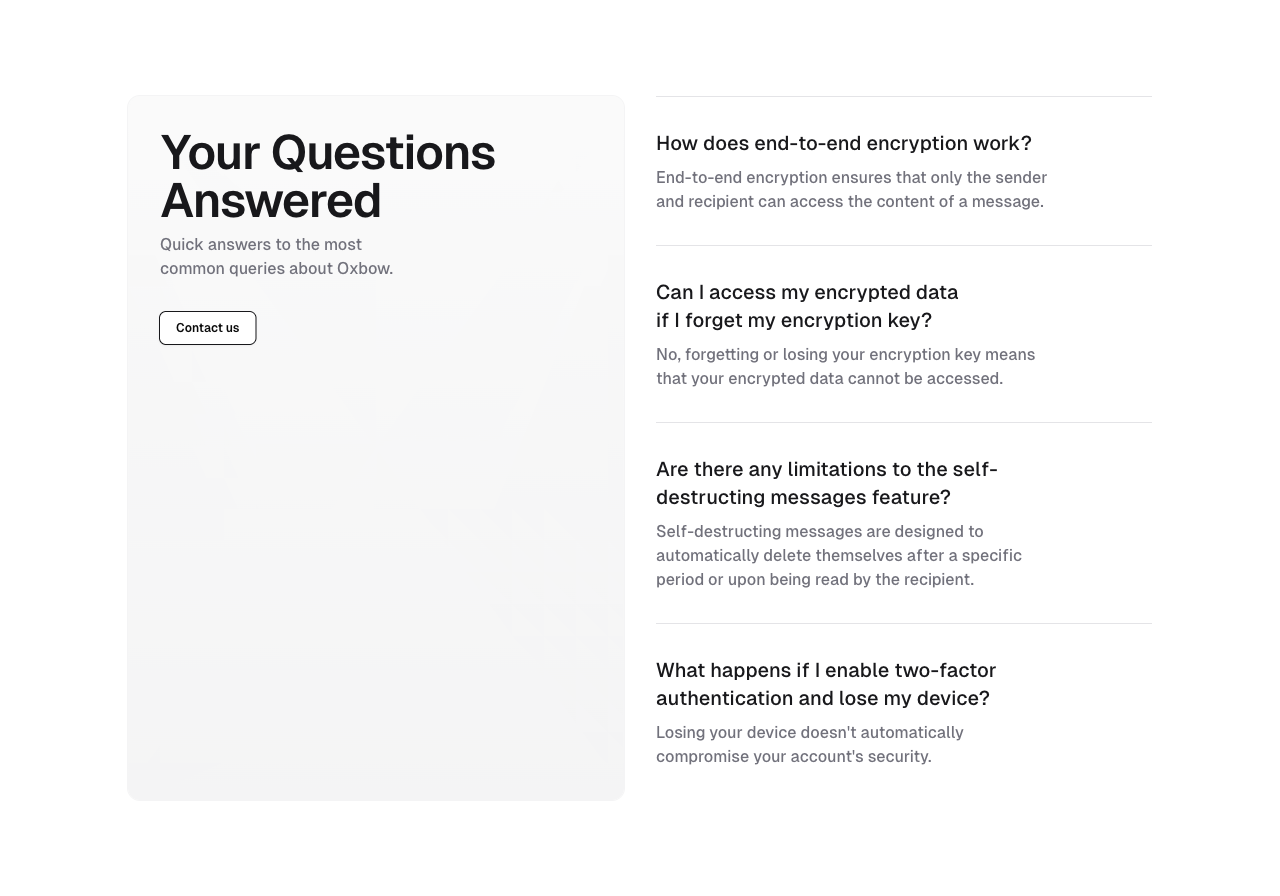 Your Questions
Answered
Quick answers to the most
common queries about Oxbow.
Contact us
How does end-to-end encryption work?
End-to-end encryption ensures that only the sender
and recipient can access the content of a message.
Can I access my encrypted data
if I forget my encryption key?
No, forgetting or losing your encryption key means
that your encrypted data cannot be accessed.
Are there any limitations to the self-
destructing messages feature?
Self-destructing messages are designed to
automatically delete themselves after a specific
period or upon being read by the recipient.
What happens if I enable two-factor
authentication and lose my device?
Losing your device doesn't automatically
compromise your account's security.